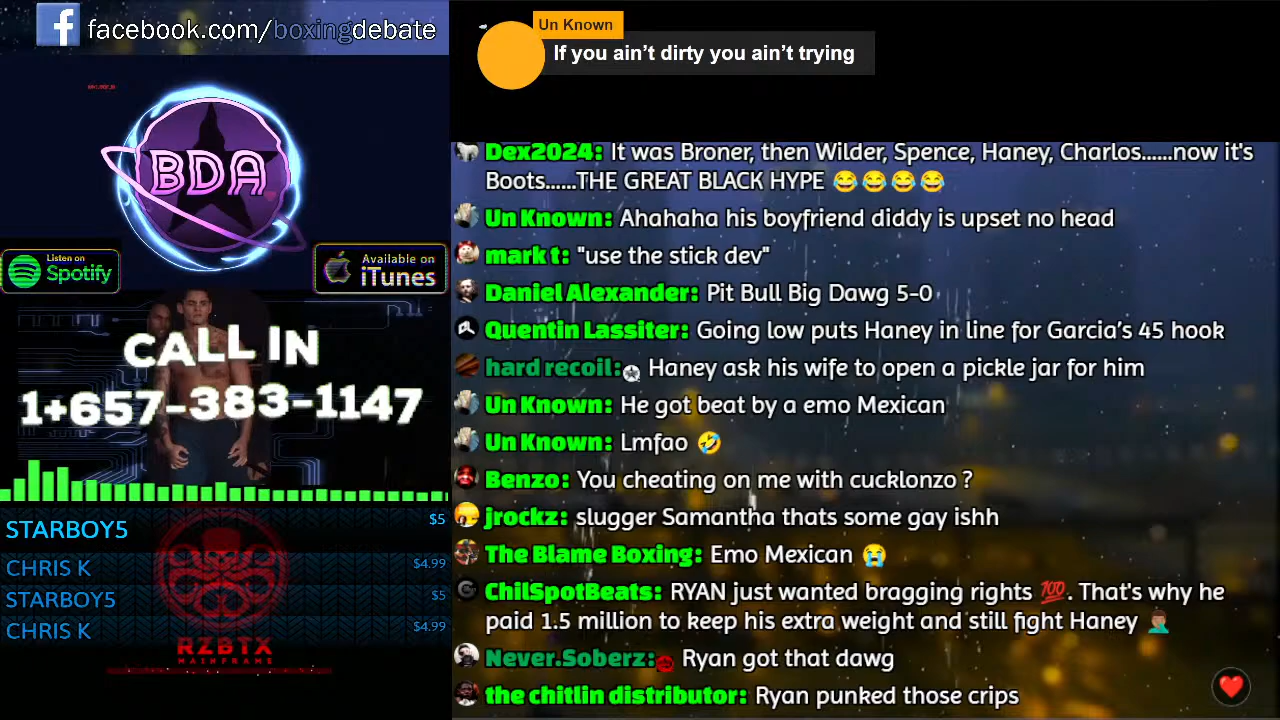 facebook.com/boxingdebate
BDA
Listen on
Spotify
Available on
iTunes
CALL IN
1+657-383-1147
STARBOY5 $5
CHRIS K $4.99
STARBOY5 $5
CHRIS K $4.99
RZBTX
MAINFRAME
Un Known
If you ain’t dirty you ain’t trying
Dex2024: It was Broner, then Wilder, Spence, Haney, Charlos......now it's
Boots......THE GREAT BLACK HYPE 😂😂😂😂
Un Known: Ahahaha his boyfriend diddy is upset no head
mark t: "use the stick dev"
Daniel Alexander: Pit Bull Big Dawg 5-0
Quentin Lassiter: Going low puts Haney in line for Garcia’s 45 hook
hard recoil: Haney ask his wife to open a pickle jar for him
Un Known: He got beat by a emo Mexican
Un Known: Lmfao 🤣
Benzo: You cheating on me with cucklonzo ?
jrockz: slugger Samantha thats some gay ishh
The Blame Boxing: Emo Mexican 😭
ChilSpotBeats: RYAN just wanted bragging rights 💯. That's why he
paid 1.5 million to keep his extra weight and still fight Haney 🤦🏽‍♂️
Never.Soberz: Ryan got that dawg
the chitlin distributor: Ryan punked those crips